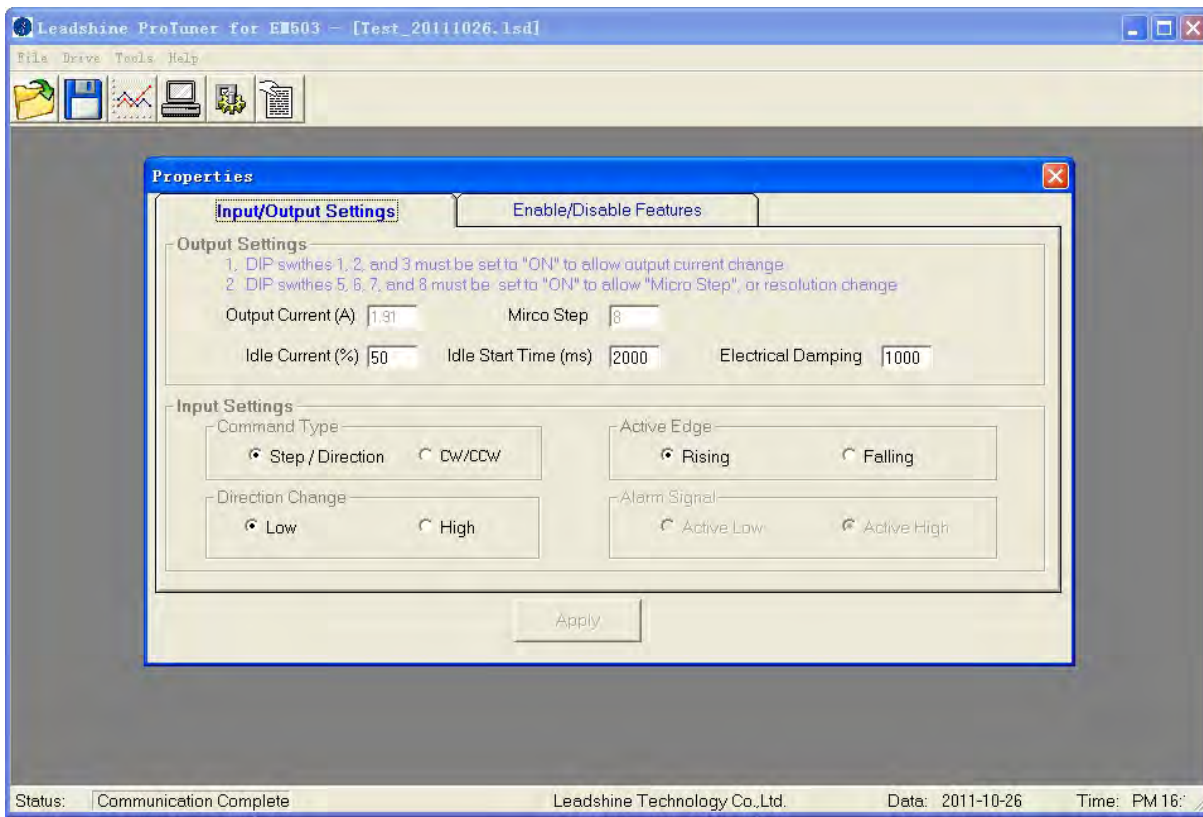 Leadshine ProTuner for EM503 - [Test_20111026.lsd]
File Drive Tools Help
Properties
Input/Output Settings Enable/Disable Features
Output Settings
1. DIP swithes 1, 2, and 3 must be set to "ON" to allow output current change
2 DIP swithes 5, 6, 7, and 8 must be set to "ON" to allow "Micro Step", or resolution change
Output Current (A) 1.91 Mirco Step 8
Idle Current (%) 50 Idle Start Time (ms) 2000 Electrical Damping 1000
Input Settings
Command Type Active Edge
Step / Direction CW/CCW Rising Falling
Direction Change Alarm Signal
Low High Active Low Active High
Apply
Status: Communication Complete Leadshine Technology Co.,Ltd. Data: 2011-10-26 Time: PM 16: